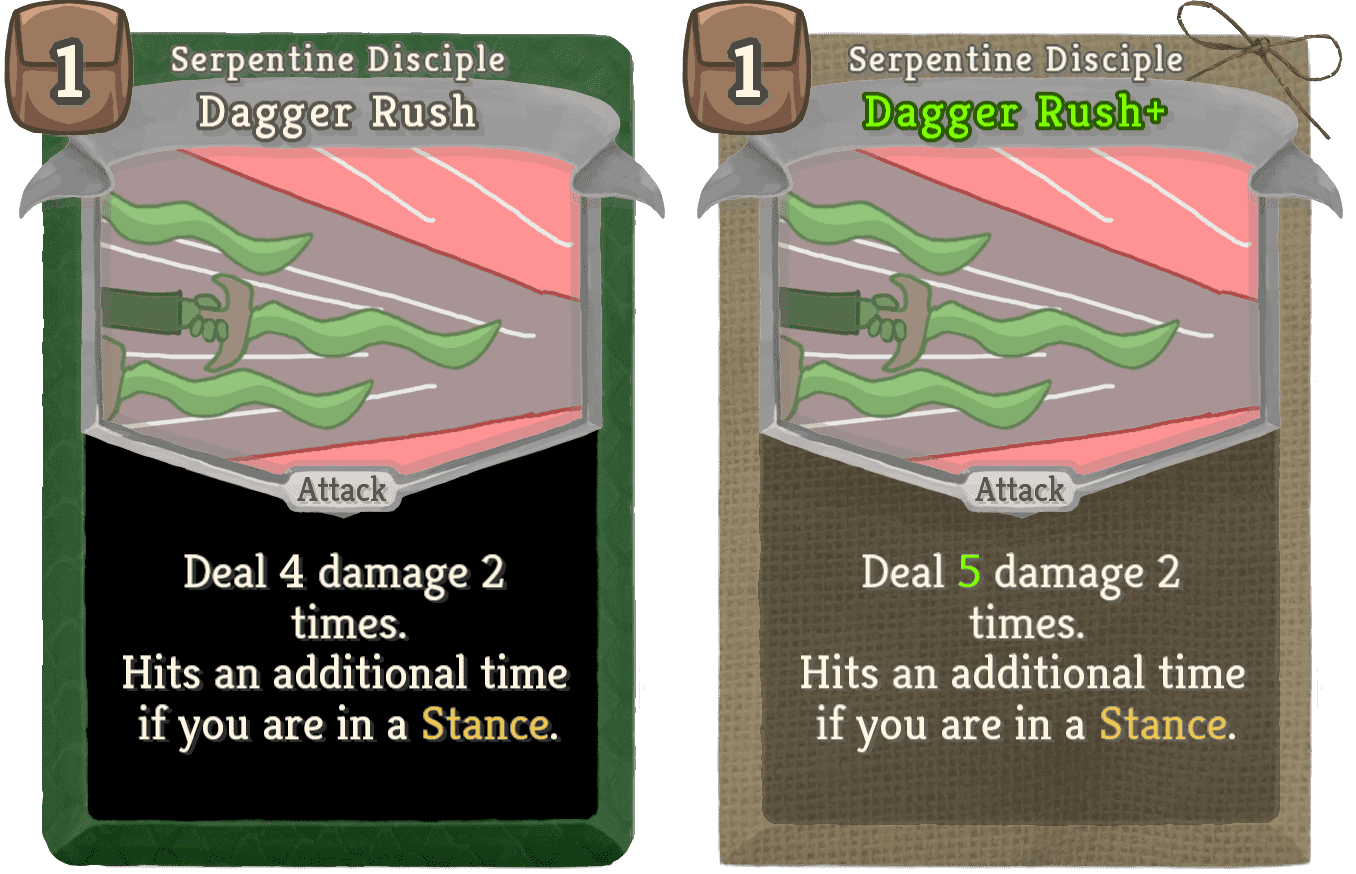 1
Serpentine Disciple
Dagger Rush
Attack
Deal 4 damage 2
times.
Hits an additional time
if you are in a Stance.
1
Serpentine Disciple
Dagger Rush+
Attack
Deal 5 damage 2
times.
Hits an additional time
if you are in a Stance.